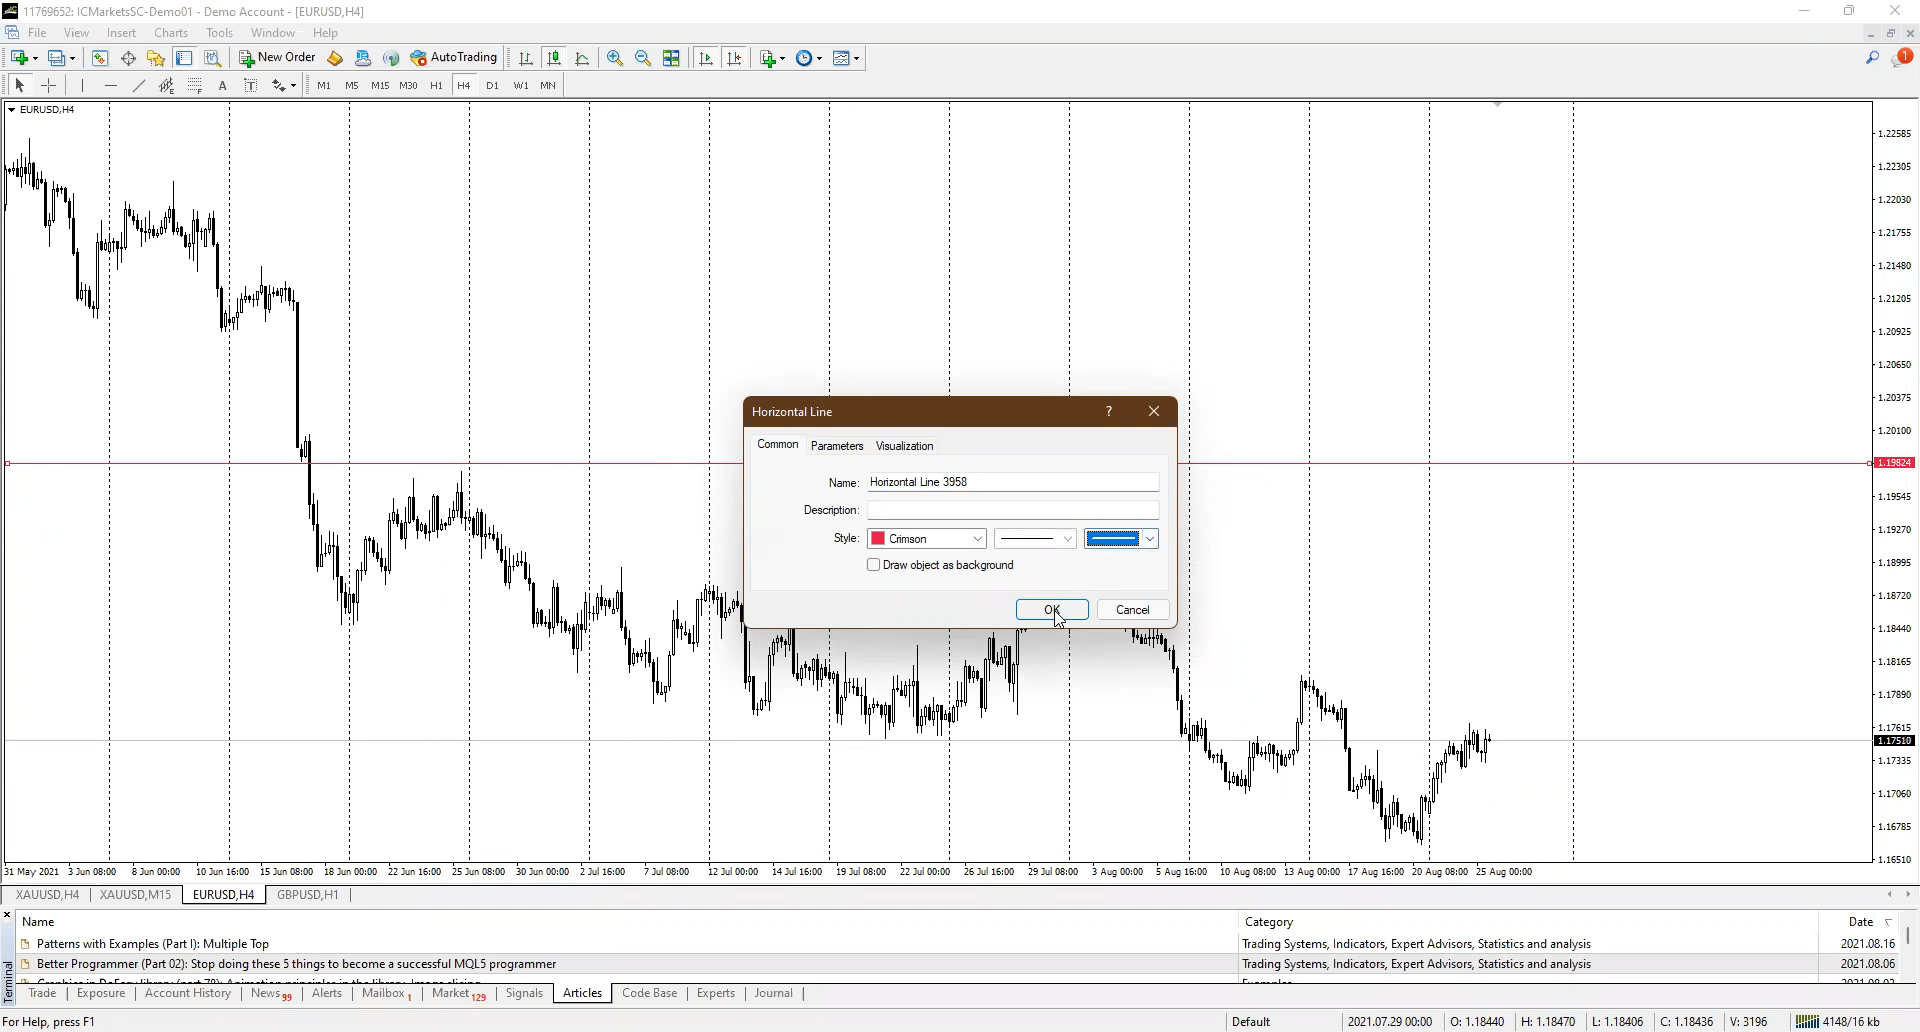 11769652: ICMarketsSC-Demo01 - Demo Account - [EURUSD,H4]
File View Insert Charts Tools Window Help
New Order AutoTrading 1
A T M1 M5 M15 M30 H1 H4 D1 W1 MN
EURUSD,H4
1.22585
1.22305
1.22030
1.21755
1.21480
1.21205
1.20925
1.20650
1.20375
1.20100
1.19824
1.19545
1.19270
1.18995
1.18720
1.18440
1.18165
1.17890
1.17615
1.17510
1.17335
1.17060
1.16785
1.16510
Horizontal Line ?
Common Parameters Visualization
Name: Horizontal Line 3958
Description:
Style: Crimson
Draw object as background
OK Cancel
31 May 2021 3 Jun 08:00 8 Jun 00:00 10 Jun 16:00 15 Jun 08:00 18 Jun 00:00 22 Jun 16:00 25 Jun 08:00 30 Jun 00:00 2 Jul 16:00 7 Jul 08:00 12 Jul 00:00 14 Jul 16:00 19 Jul 08:00 22 Jul 00:00 26 Jul 16:00 29 Jul 08:00 3 Aug 00:00 5 Aug 16:00 10 Aug 08:00 13 Aug 00:00 17 Aug 16:00 20 Aug 08:00 25 Aug 00:00
XAUUSD,H4 XAUUSD,M15 EURUSD,H4 GBPUSD,H1
Name Category Date
Patterns with Examples (Part I): Multiple Top Trading Systems, Indicators, Expert Advisors, Statistics and analysis 2021.08.16
Better Programmer (Part 02): Stop doing these 5 things to become a successful MQL5 programmer Trading Systems, Indicators, Expert Advisors, Statistics and analysis 2021.08.06
Terminal
Trade Exposure Account History News 99 Alerts Mailbox 1 Market 129 Signals Articles Code Base Experts Journal
For Help, press F1 Default 2021.07.29 00:00 O: 1.18440 H: 1.18470 L: 1.18406 C: 1.18436 V: 3196 4148/16 kb